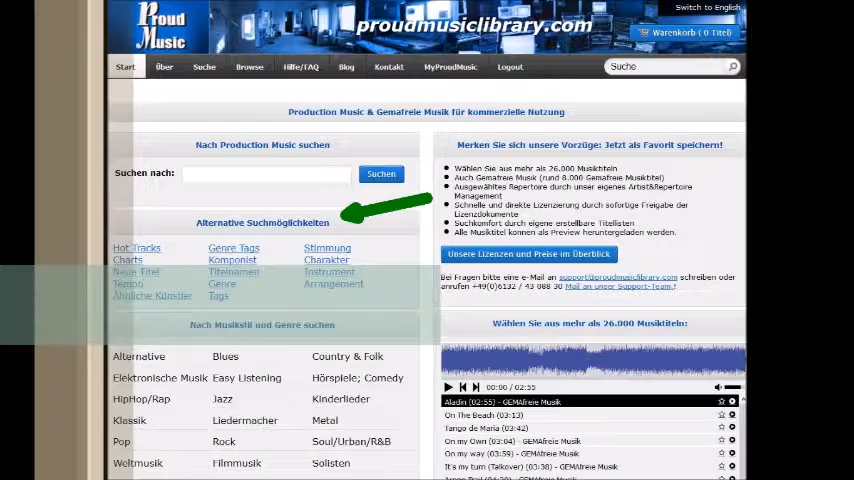 Proud
Music
proudmusiclibrary.com
Switch to English
Warenkorb ( 0 Titel)
Start Über Suche Browse Hilfe/FAQ Blog Kontakt MyProudMusic Logout Suche
Production Music & Gemafreie Musik für kommerzielle Nutzung
Nach Production Music suchen
Suchen nach: Suchen
Alternative Suchmöglichkeiten
Hot Tracks Genre Tags Stimmung
Charts Komponist Charakter
Neue Titel Titelnamen Instrument
Tempo Genre Arrangement
Ähnliche Künstler Tags
Nach Musikstil und Genre suchen
Alternative Blues Country & Folk
Elektronische Musik Easy Listening Hörspiele; Comedy
HipHop/Rap Jazz Kinderlieder
Klassik Liedermacher Metal
Pop Rock Soul/Urban/R&B
Weltmusik Filmmusik Solisten
Merken Sie sich unsere Vorzüge: Jetzt als Favorit speichern!
Wählen Sie aus mehr als 26.000 Musiktiteln
Auch Gemafreie Musik (rund 8.000 Gemafreie Musiktitel)
Ausgewähltes Repertoire durch unser eigenes Artist&Repertoire
Management
Schnelle und direkte Lizenzierung durch sofortige Freigabe der
Lizenzdokumente
Suchkomfort durch eigene erstellbare Titellisten
Alle Musiktitel können als Preview heruntergeladen werden.
Unsere Lizenzen und Preise im Überblick
Bei Fragen bitte eine e-Mail an support@proudmusiclibrary.com schreiben oder
anrufen +49(0)6132 / 43 088 30 Mail an unser Support-Team.!
Wählen Sie aus mehr als 26.000 Musiktiteln:
00:00 / 02:55
Aladin (02:55) - GEMAfreie Musik
On The Beach (03:13)
Tango de Maria (03:42)
On my Own (3:04) - GEMAfreie Musik
On my way (03:59) - GEMAfreie Musik
It's my turn (Talkover) (03:38) - GEMAfreie Musik